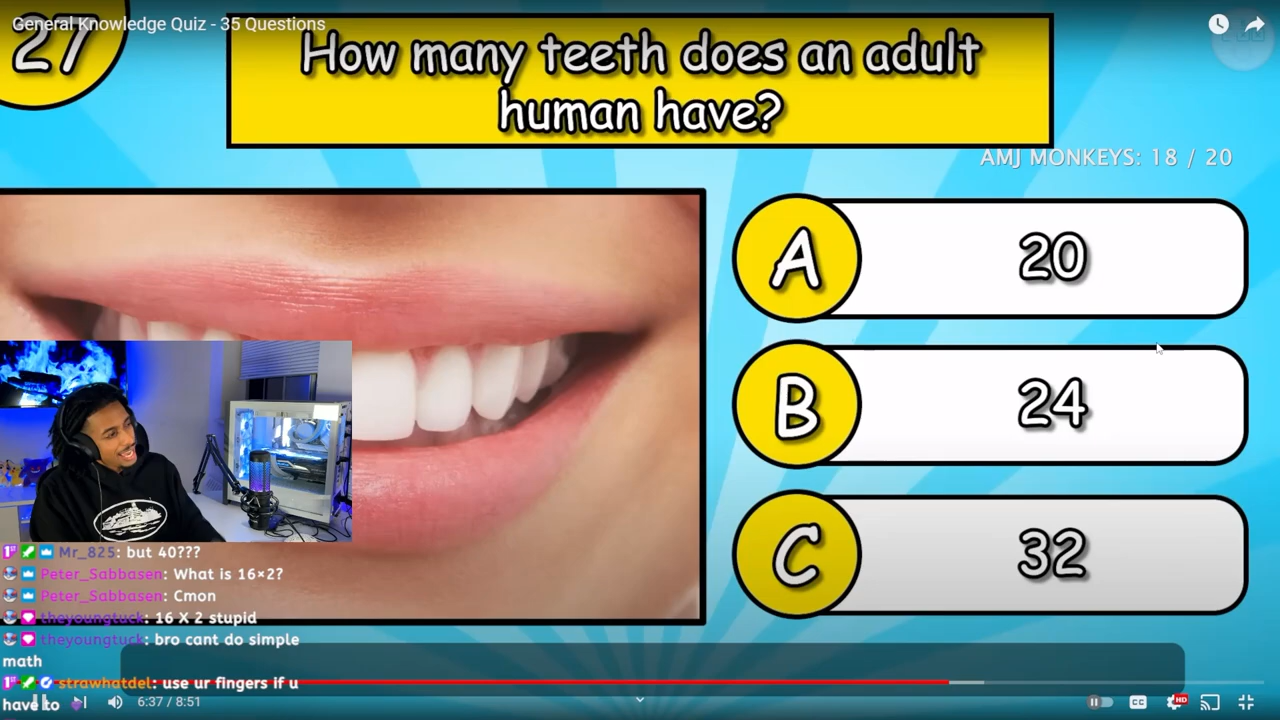 General Knowledge Quiz - 35 Questions
27
How many teeth does an adult
human have?
AMJ MONKEYS: 18 / 20
A
20
B
24
C
32
Mr_825: but 40???
Peter_Sabbasen: What is 16×2?
Peter_Sabbasen: Cmon
theyoungtuck: 16 X 2 stupid
theyoungtuck: bro cant do simple
math
strawhatdel: use ur fingers if u
have to
6:37 / 8:51
CC
HD